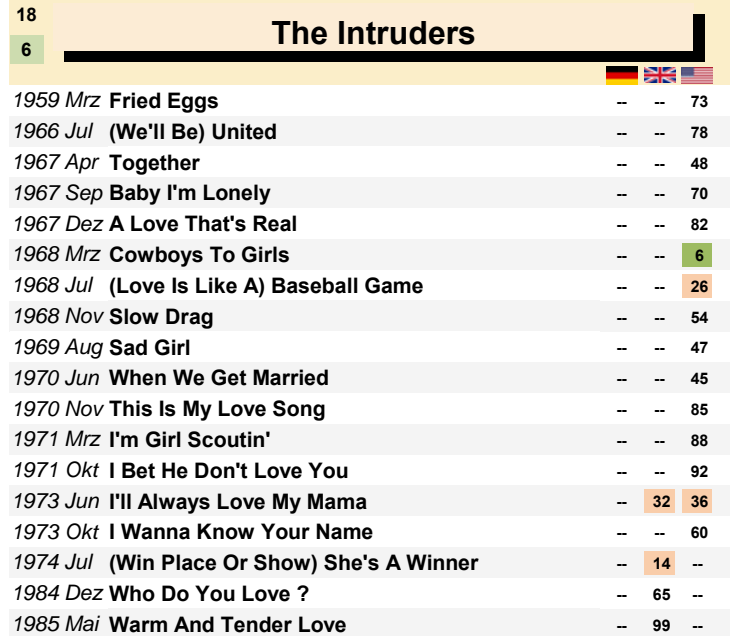 18
The Intruders
6
1959 Mrz Fried Eggs -- -- 73
1966 Jul (We'll Be) United -- -- 78
1967 Apr Together -- -- 48
1967 Sep Baby I'm Lonely -- -- 70
1967 Dez A Love That's Real -- -- 82
1968 Mrz Cowboys To Girls -- -- 6
1968 Jul (Love Is Like A) Baseball Game -- -- 26
1968 Nov Slow Drag -- -- 54
1969 Aug Sad Girl -- -- 47
1970 Jun When We Get Married -- -- 45
1970 Nov This Is My Love Song -- -- 85
1971 Mrz I'm Girl Scoutin' -- -- 88
1971 Okt I Bet He Don't Love You -- -- 92
1973 Jun I'll Always Love My Mama -- 32 36
1973 Okt I Wanna Know Your Name -- -- 60
1974 Jul (Win Place Or Show) She's A Winner -- 14 --
1984 Dez Who Do You Love ? -- 65 --
1985 Mai Warm And Tender Love -- 99 --